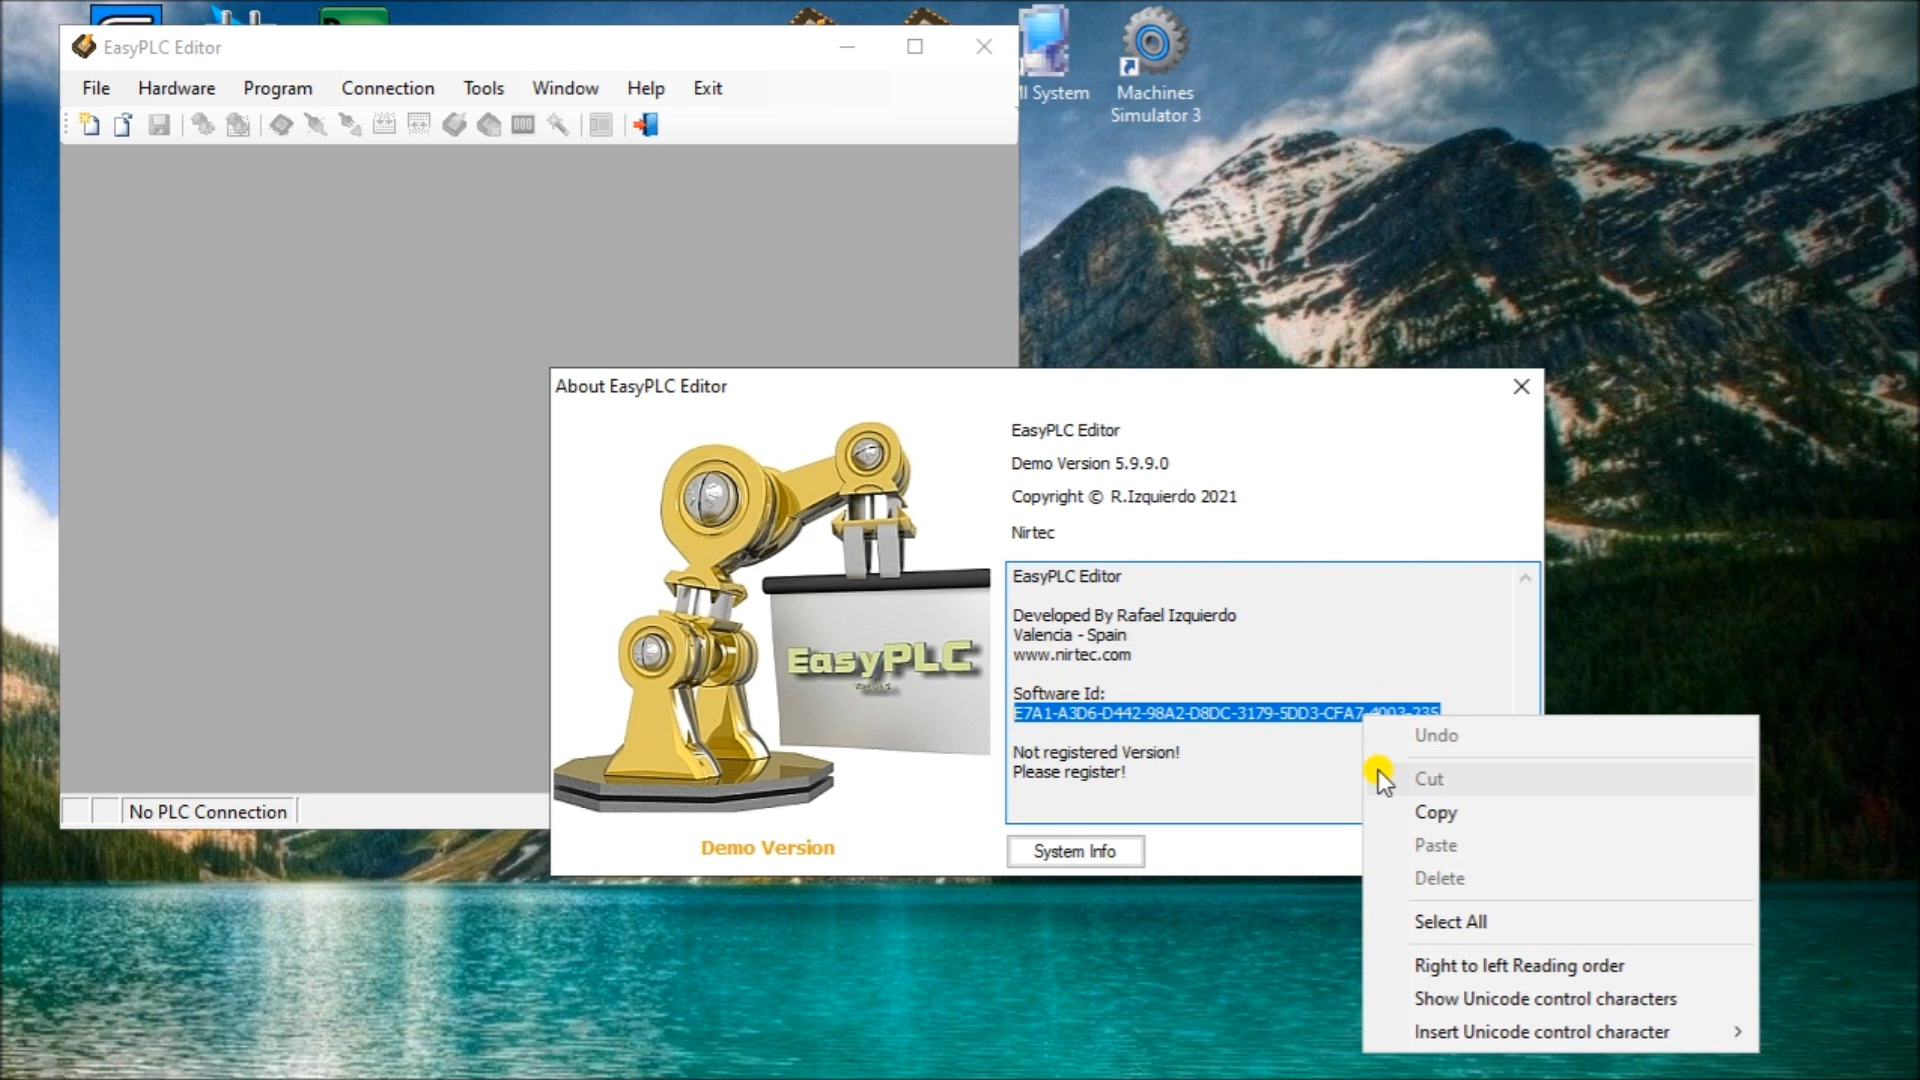 EasyPLC Editor
File Hardware Program Connection Tools Window Help Exit
System
Machines
Simulator 3
About EasyPLC Editor
EasyPLC Editor
Demo Version 5.9.9.0
Copyright © R.Izquierdo 2021
Nirtec
EasyPLC Editor
Developed By Rafael Izquierdo
Valencia - Spain
www.nirtec.com
Software Id:
E7A1-A3D6-D442-98A2-D8DC-3179-5DD3-CFA7-4003-235
Not registered Version!
Please register!
EasyPLC
Demo Version
System Info
No PLC Connection
Undo
Cut
Copy
Paste
Delete
Select All
Right to left Reading order
Show Unicode control characters
Insert Unicode control character